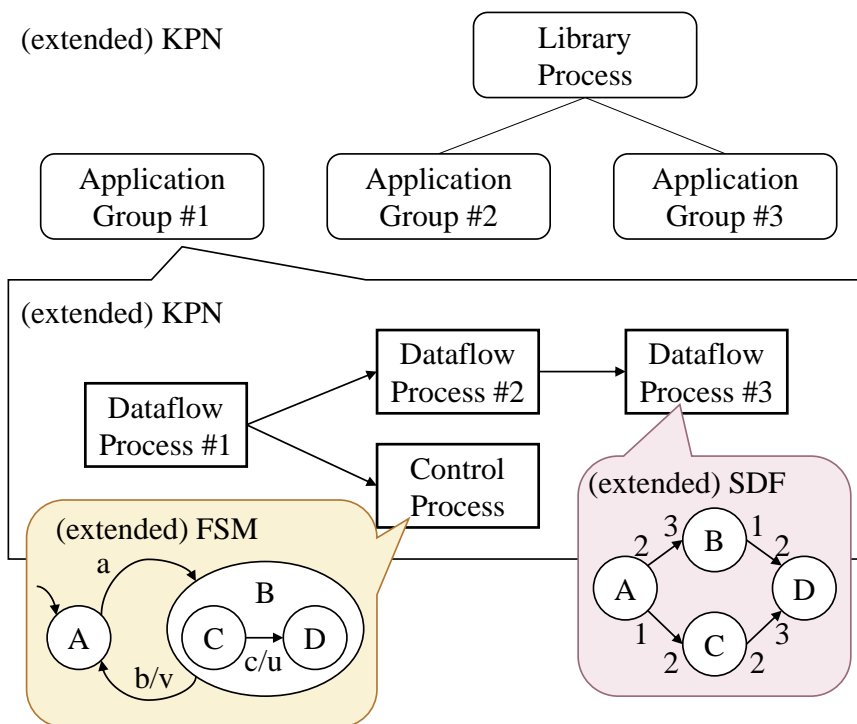 (extended) KPN
Library
Process
Application
Group #1
Application
Group #2
Application
Group #3
(extended) KPN
Dataflow
Process #1
Dataflow
Process #2
Dataflow
Process #3
Control
Process
(extended) FSM
a
A
B
C
D
c/u
b/v
(extended) SDF
A
B
C
D
2
3
1
2
1
2
2
3